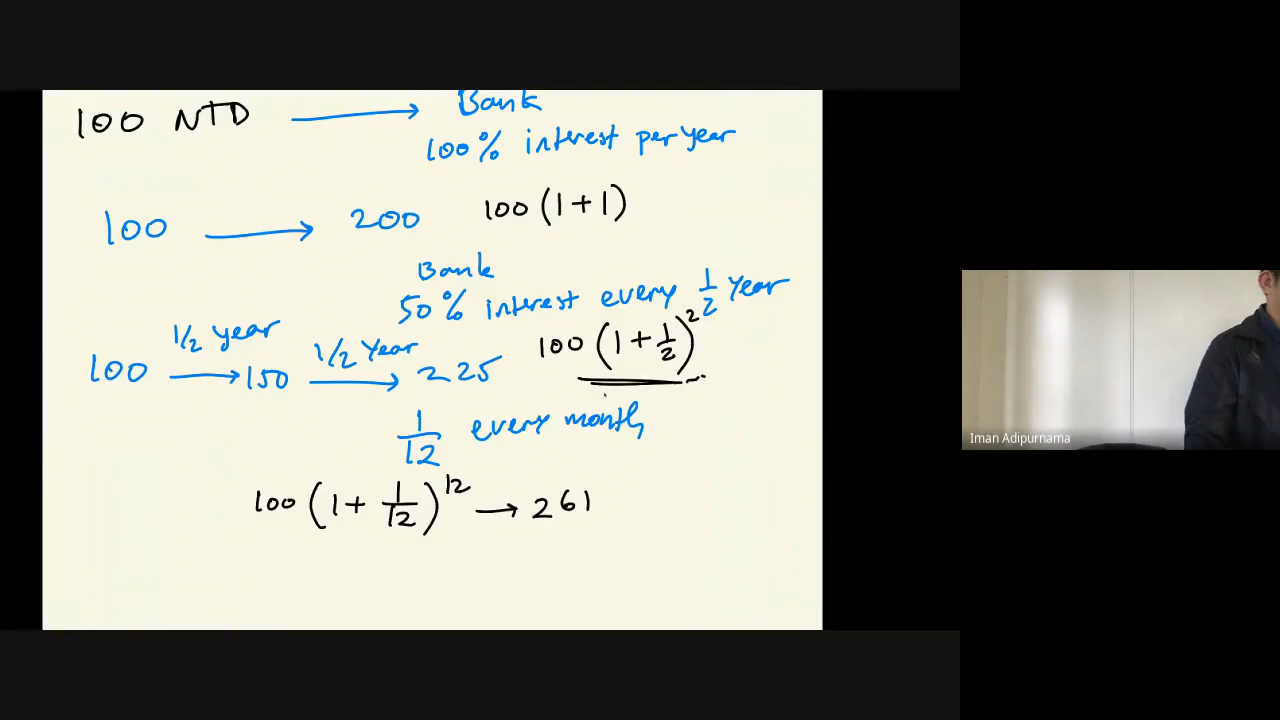 100 NTD → Bank
100% interest per year
100 → 200 100(1+1)
Bank
50% interest every 1/2 year
100 1/2 year → 150 1/2 year → 225 100(1+1/2)²
1/12 every month
100(1+1/12)¹² → 261
Iman Adipurnama